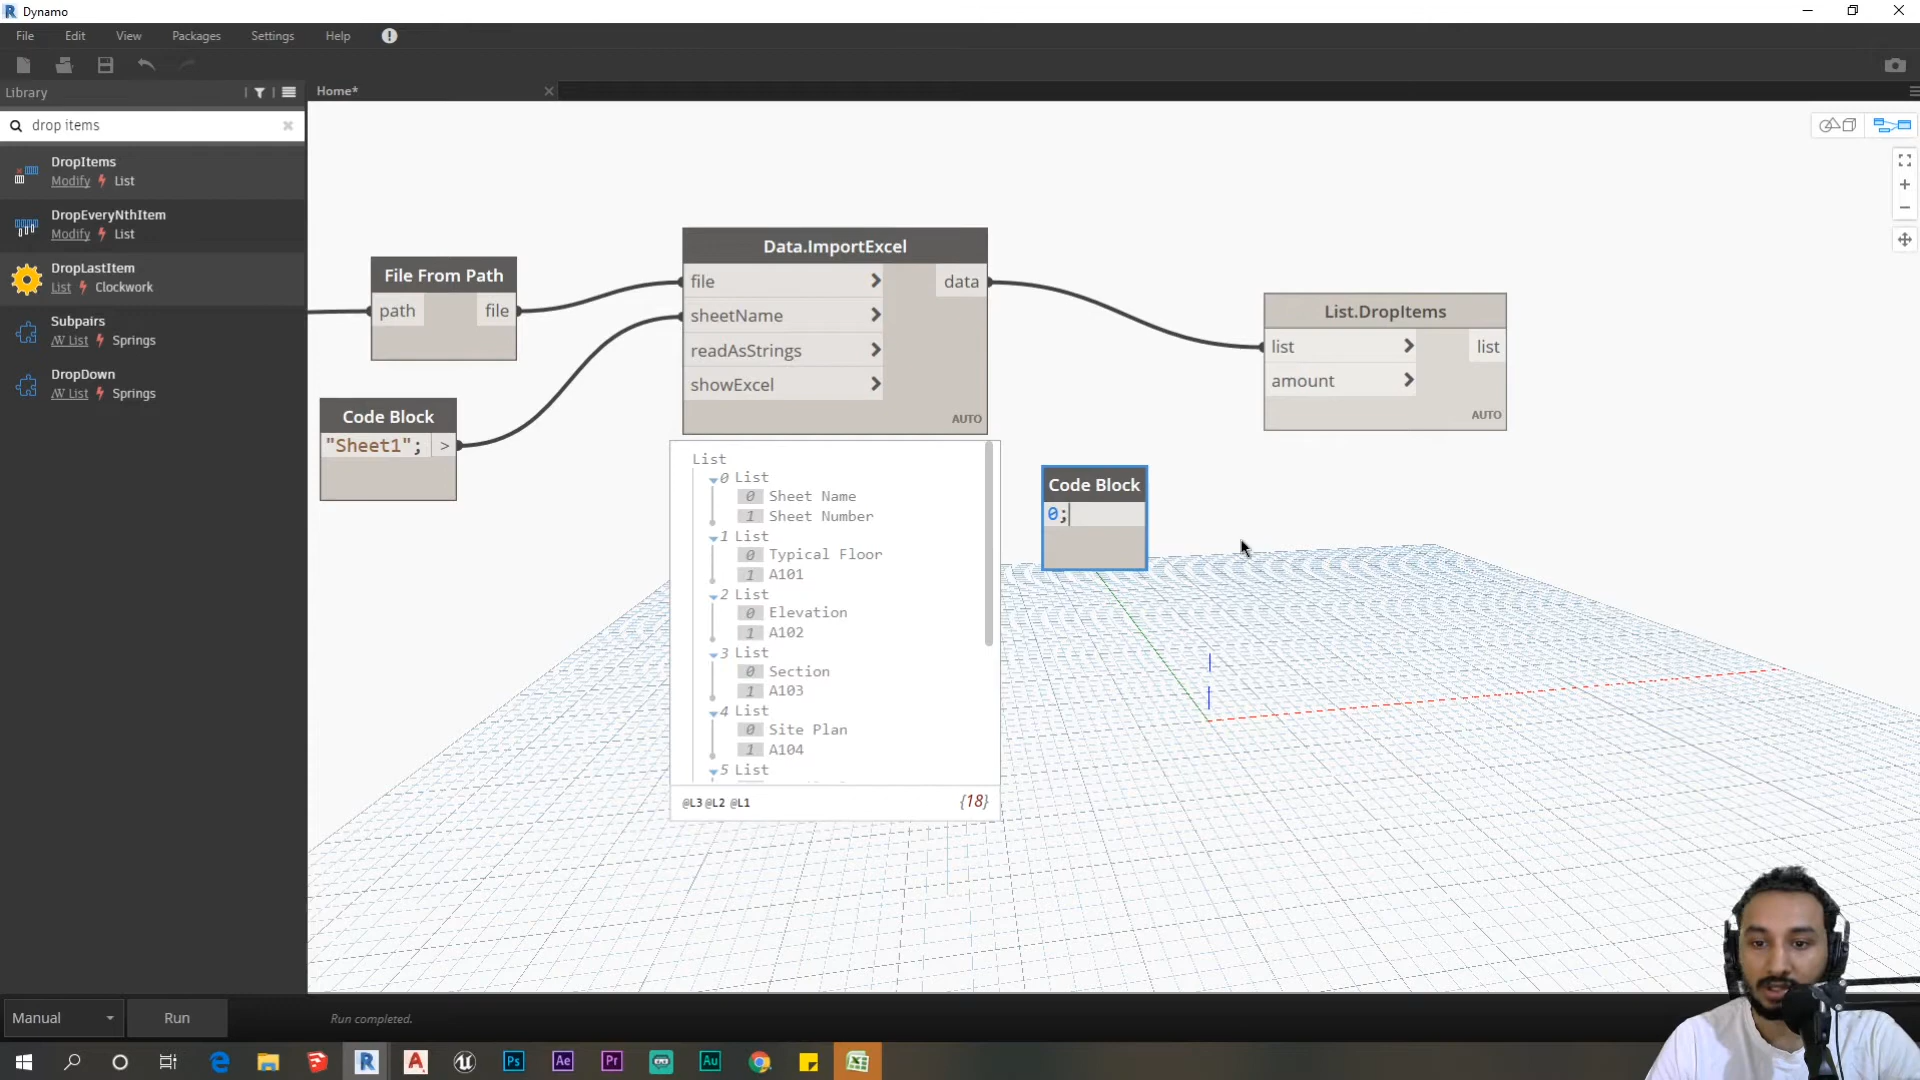 Dynamo
File Edit View Packages Settings Help
Library
Home*
drop items
DropItems
Modify List
DropEveryNthItem
Modify List
DropLastItem
List Clockwork
Subpairs
List Springs
DropDown
List Springs
File From Path
path file
Code Block
"Sheet1"; >
Data.ImportExcel
file > data
sheetName >
readAsStrings >
showExcel >
AUTO
List
0 List
0 Sheet Name
1 Sheet Number
1 List
0 Typical Floor
1 A101
2 List
0 Elevation
1 A102
3 List
0 Section
1 A103
4 List
0 Site Plan
1 A104
5 List
@L3 @L2 @L1 {18}
Code Block
0;
List.DropItems
list > list
amount >
AUTO
Manual Run Run completed.
R A Ps Ae Pr Au